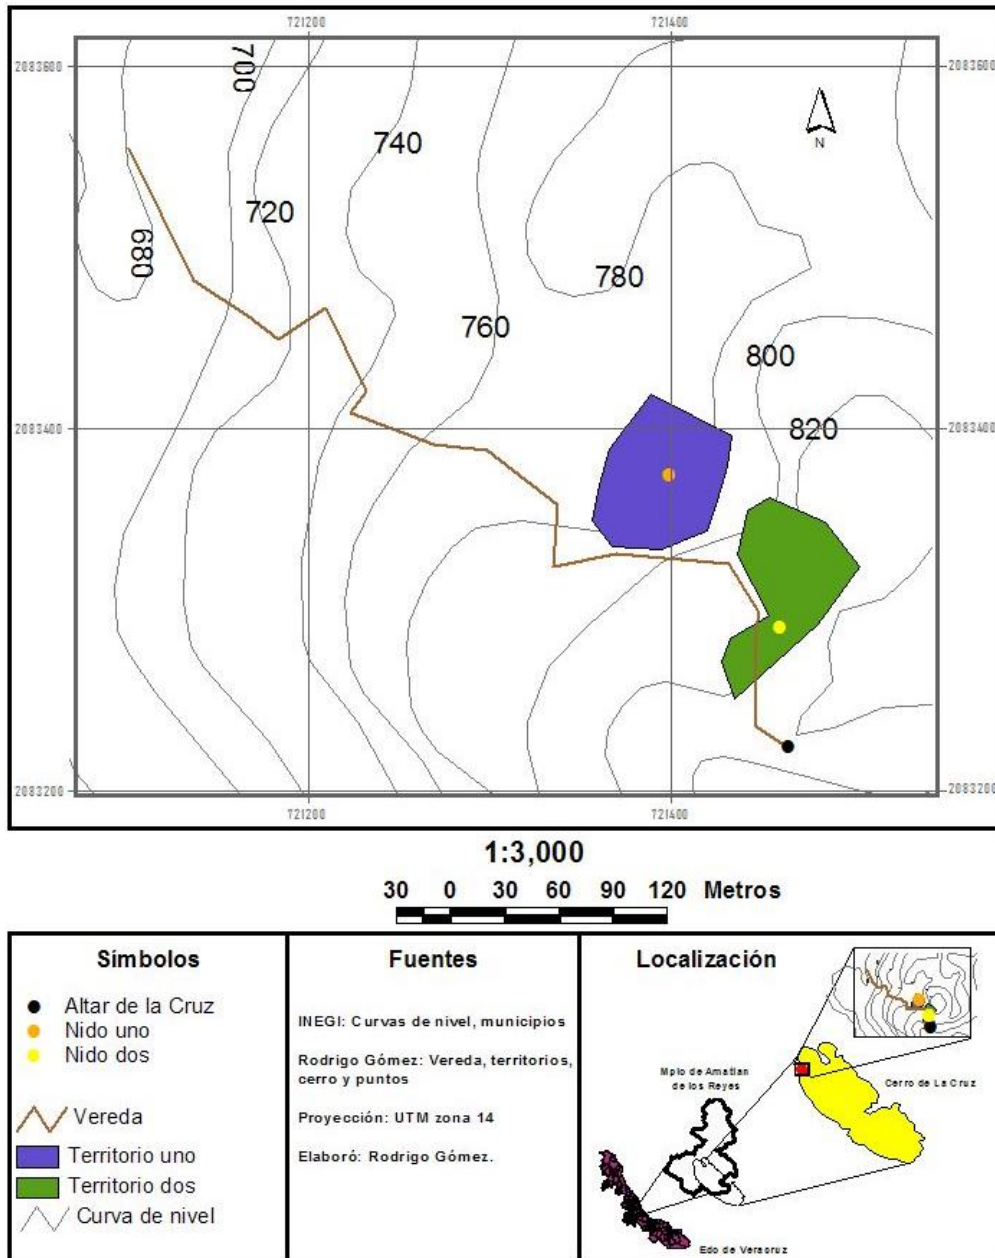 721200 721400
2083600 2083600
700
740
720
680
780
760
800
N
2083400 2083400
820
2083200 2083200
721200 721400
1:3,000
30 0 30 60 90 120 Metros
Símbolos
Altar de la Cruz
Nido uno
Nido dos
Vereda
Territorio uno
Territorio dos
Curva de nivel
Fuentes
INEGI: Curvas de nivel, municipios
Rodrigo Gómez: Vereda, territorios,
cerro y puntos
Proyección: UTM zona 14
Elaboró: Rodrigo Gómez.
Localización
Mpio de Amatlan
de los Reyes
Cerro de La Cruz
Edo de Veracruz